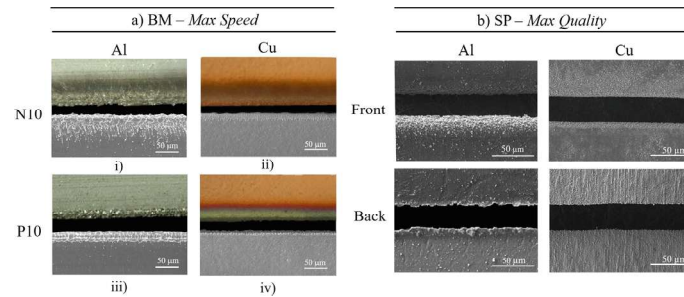 a) BM – Max Speed
b) SP – Max Quality
Al
Cu
Al
Cu
N10
50 µm
50 µm
i)
ii)
Front
50 µm
50 µm
P10
50 µm
50 µm
iii)
iv)
Back
50 µm
50 µm